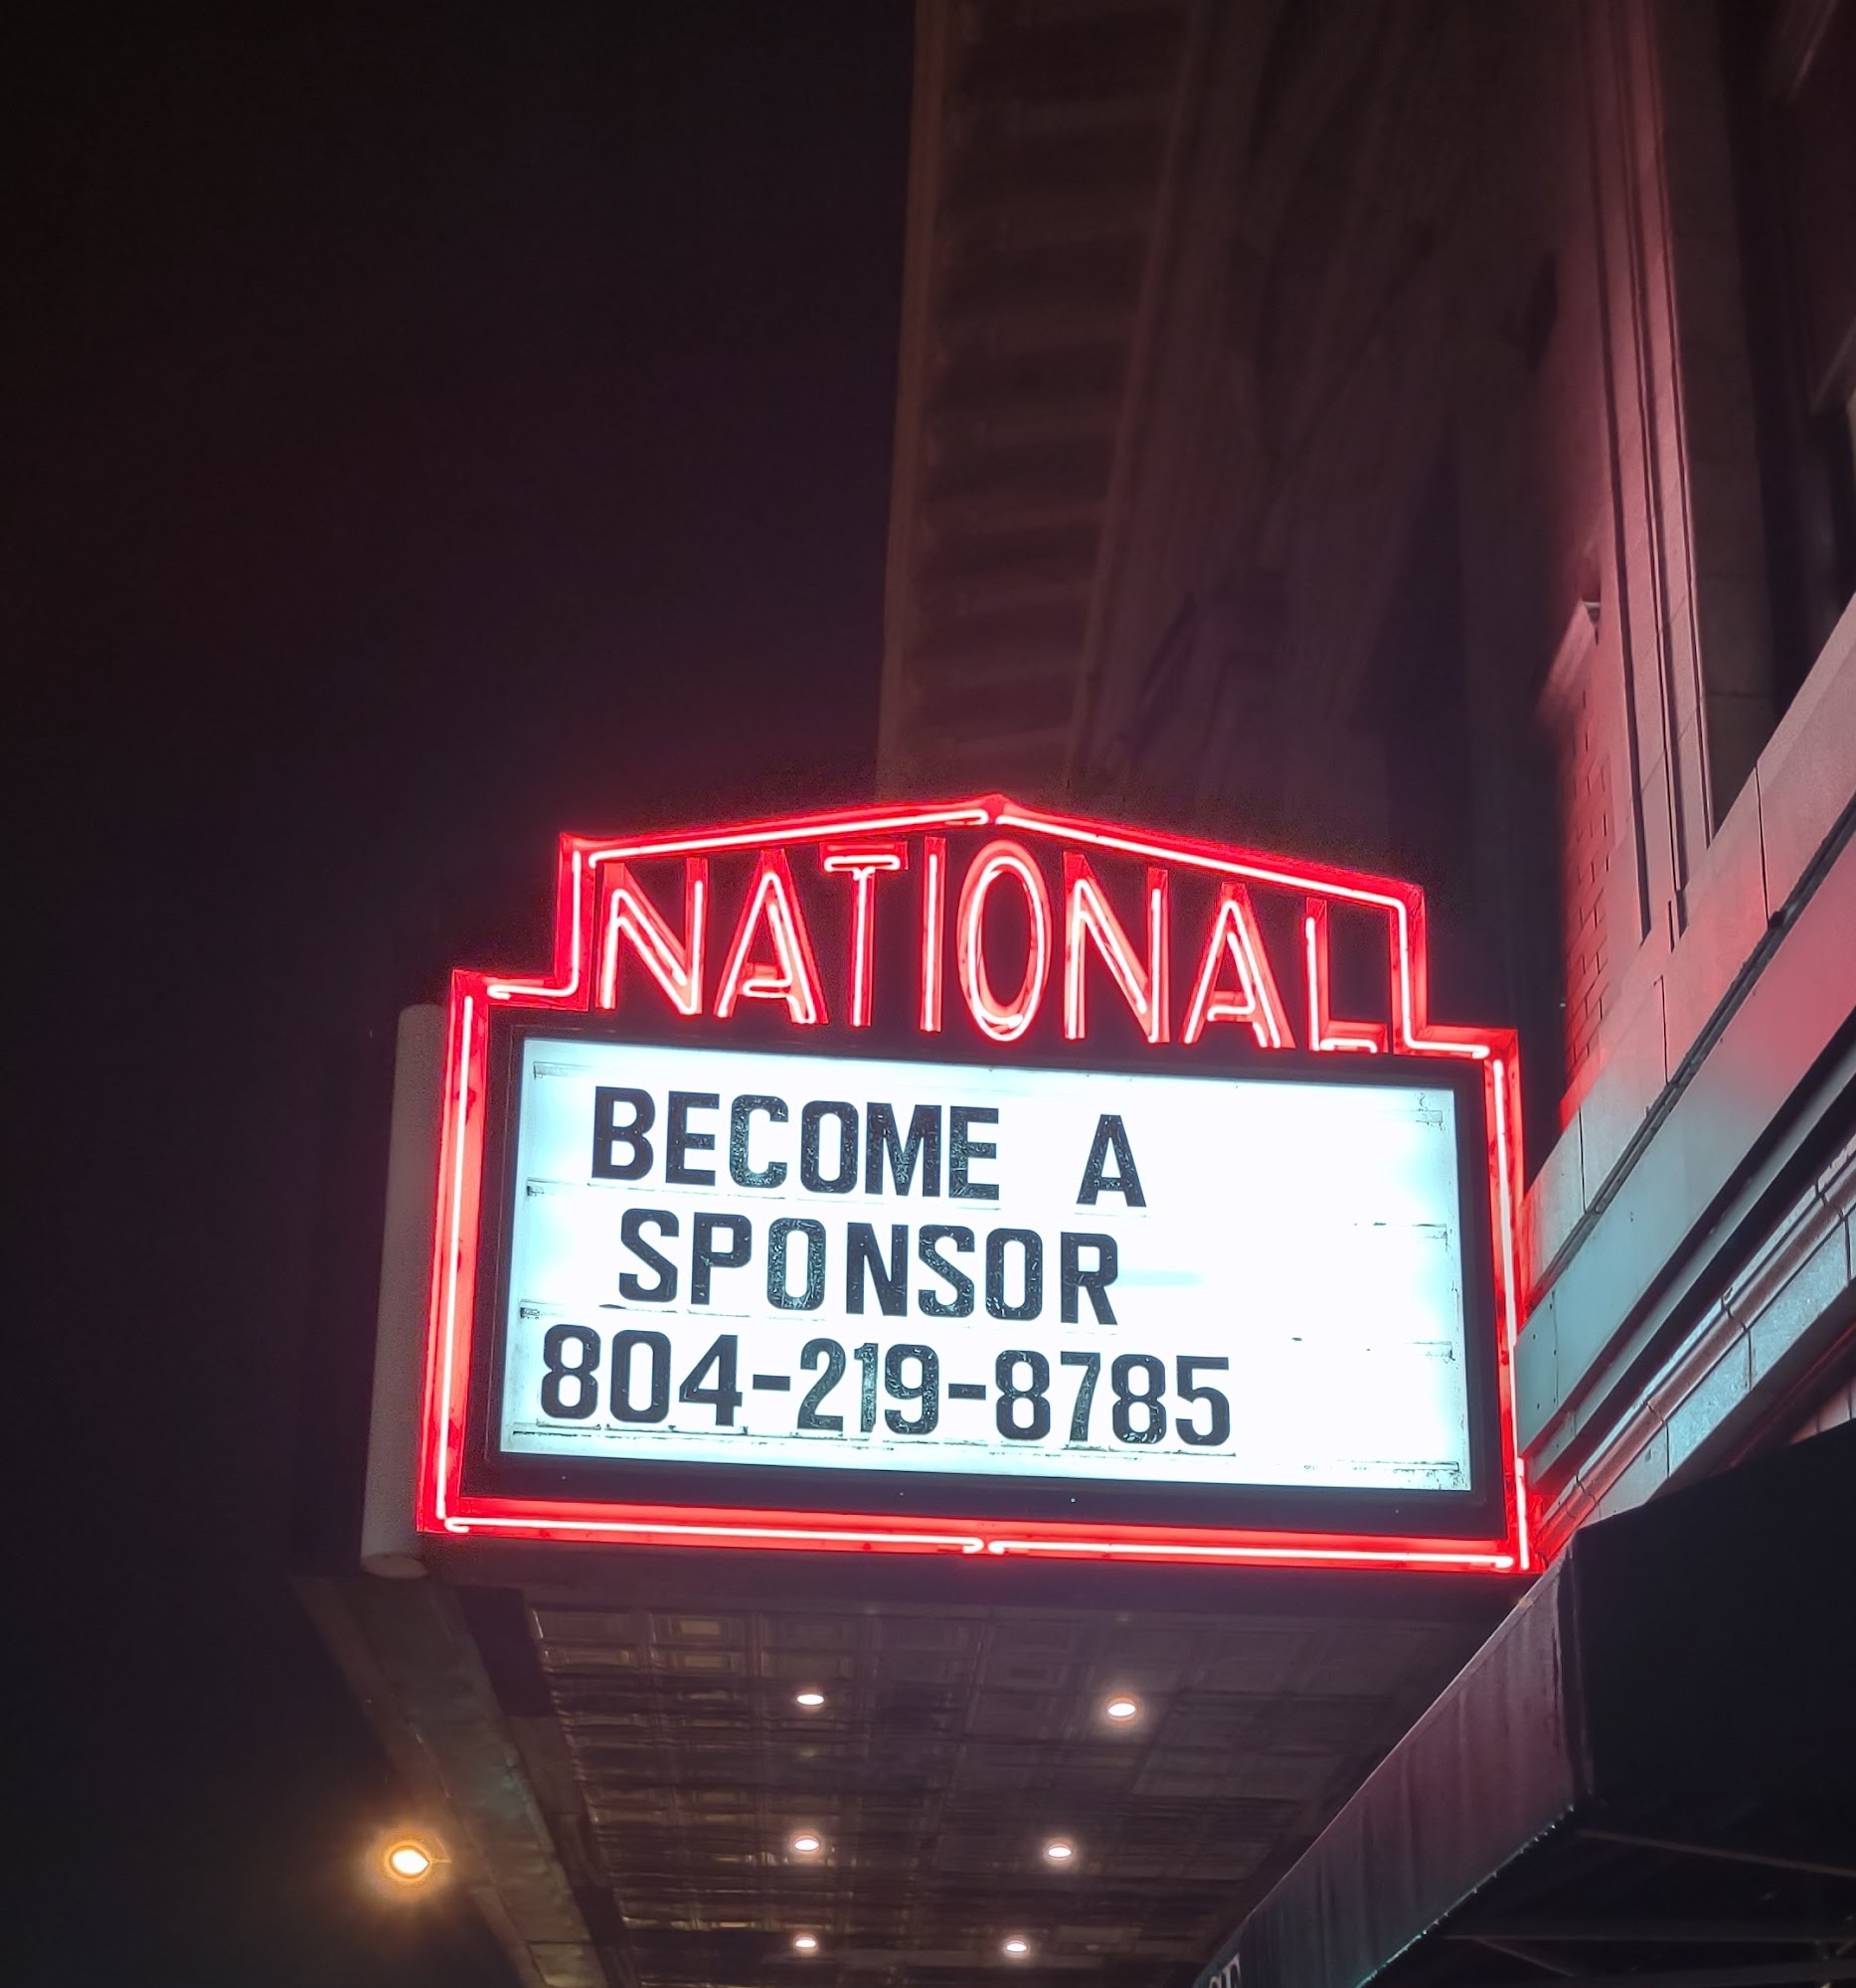 NATIONAL
BECOME A
SPONSOR
804-219-8785